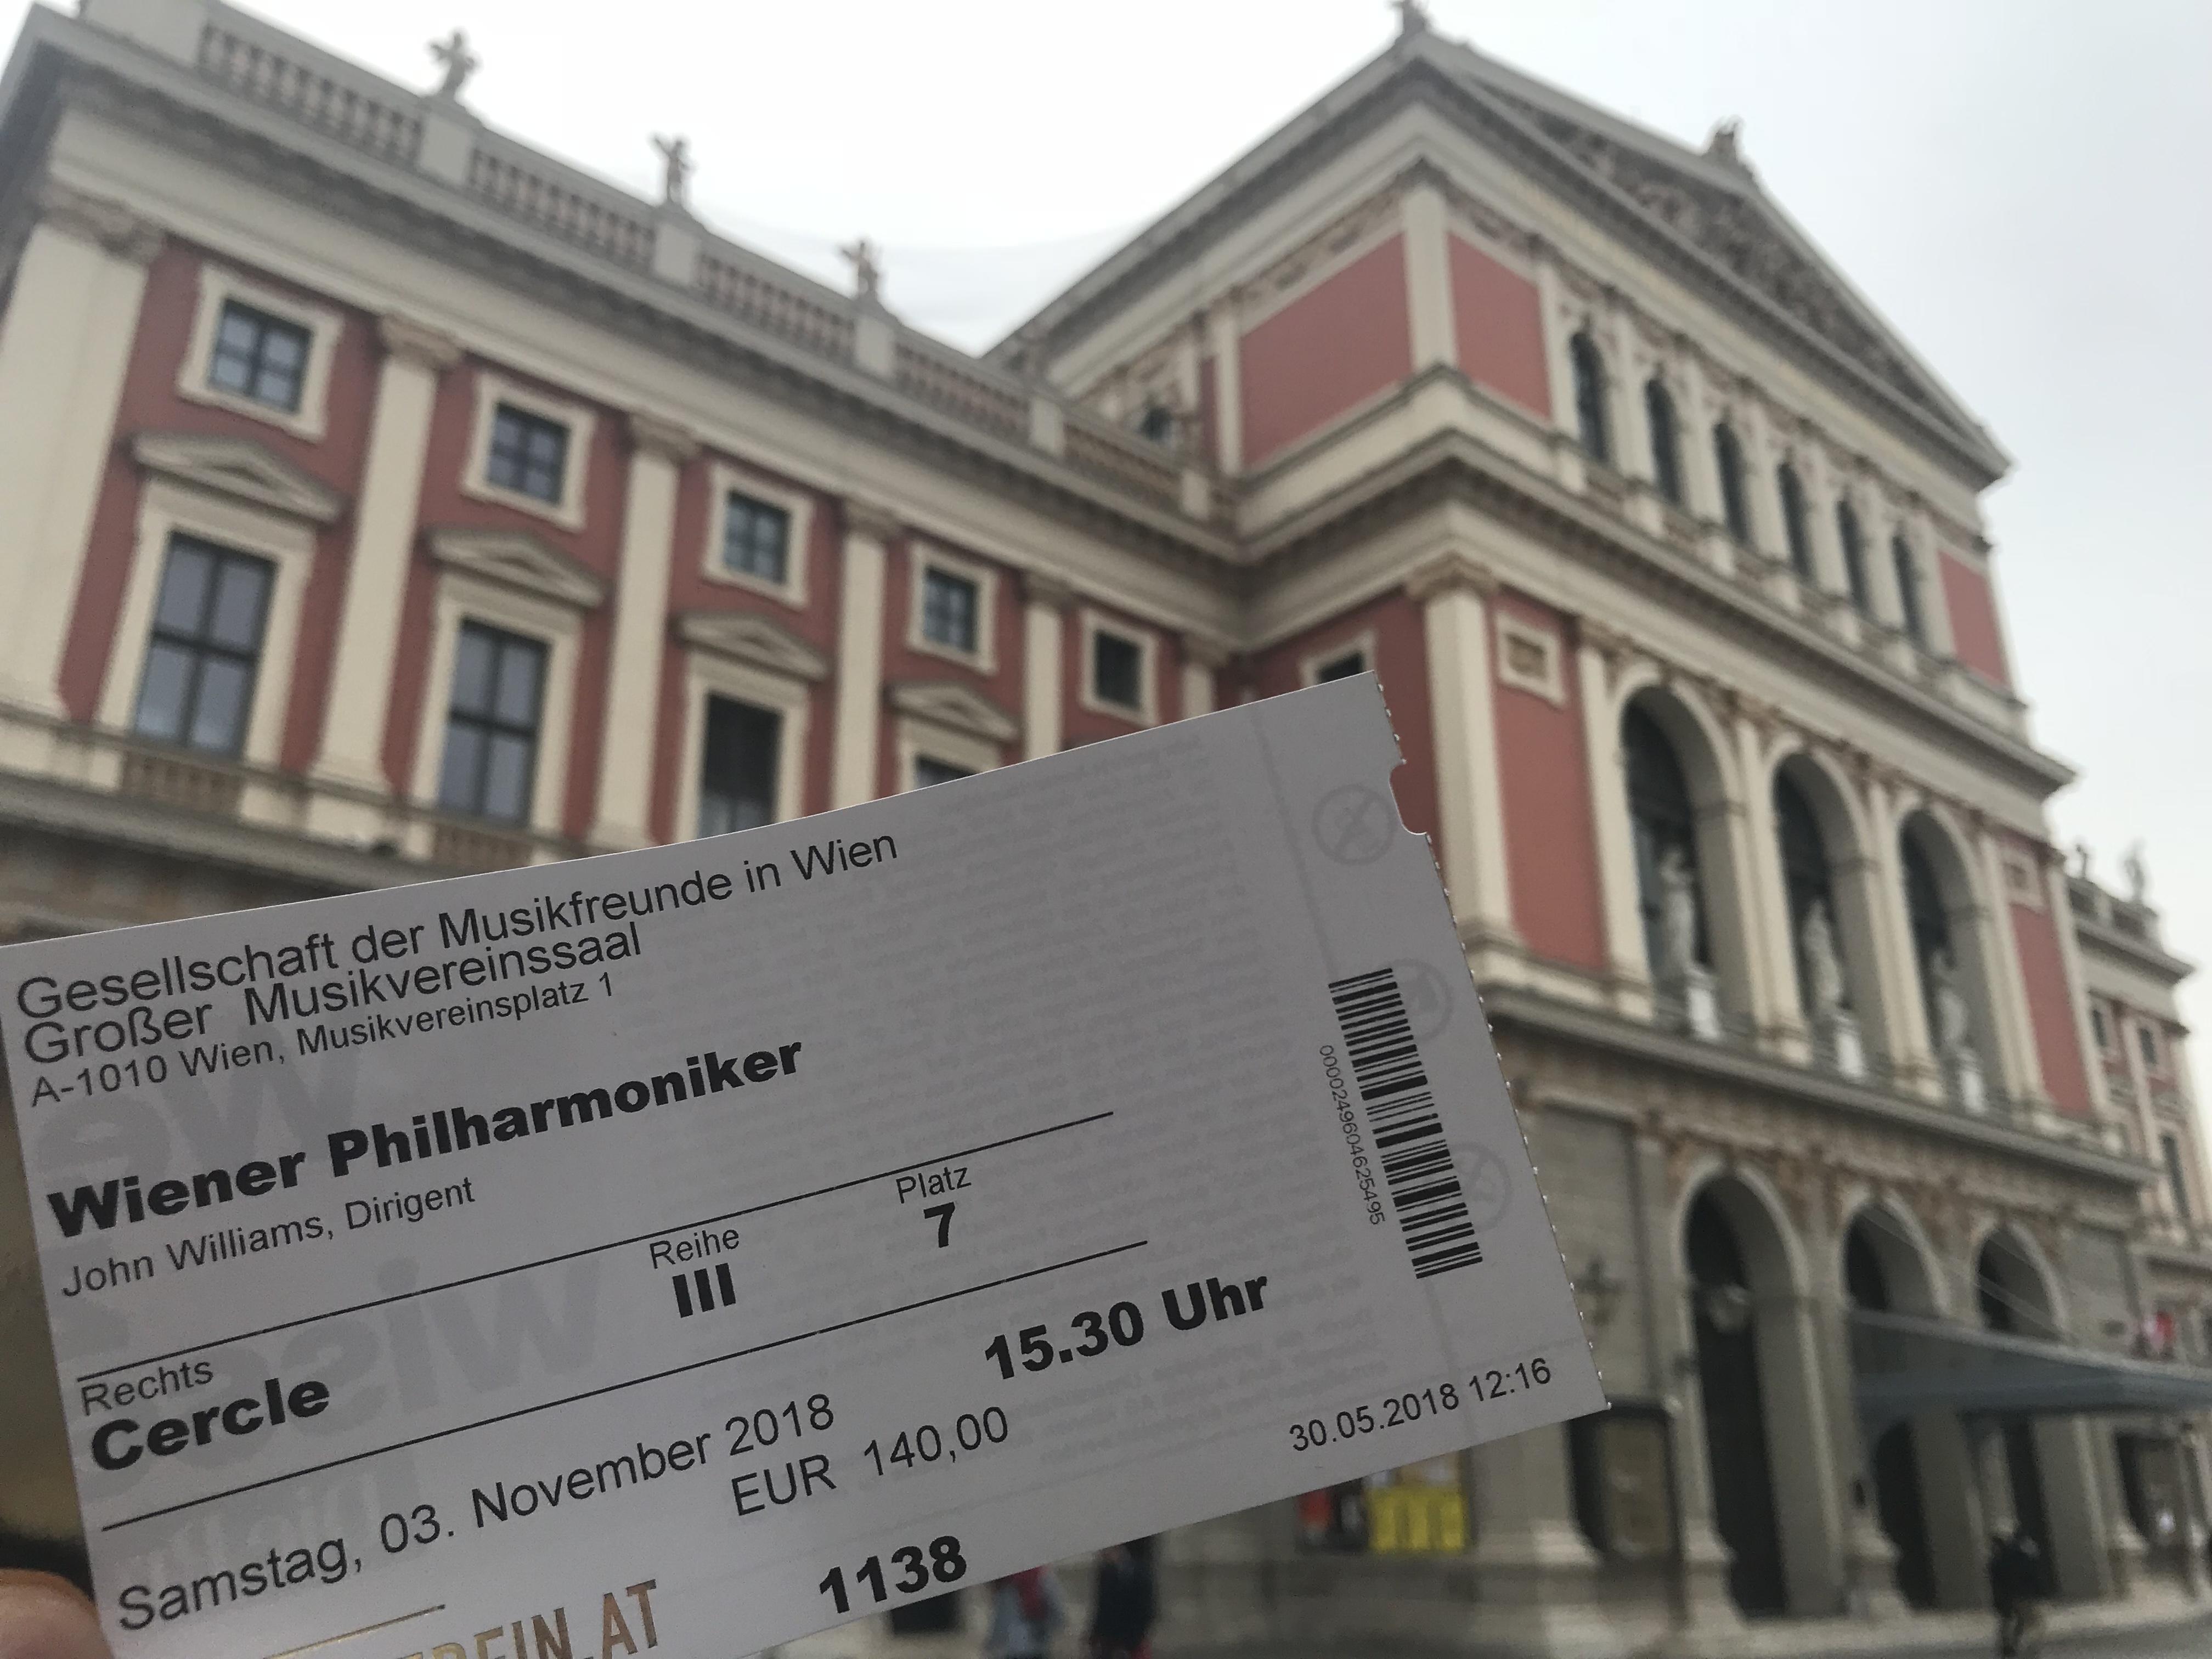 Gesellschaft der Musikfreunde in Wien
Großer Musikvereinssaal
A-1010 Wien, Musikvereinsplatz 1
Wiener Philharmoniker
John Williams, Dirigent
Reihe Platz
III 7
Rechts
Cercle
Samstag, 03. November 2018 15.30 Uhr
EUR 140,00
30.05.2018 12:16
1138
0000249604625495